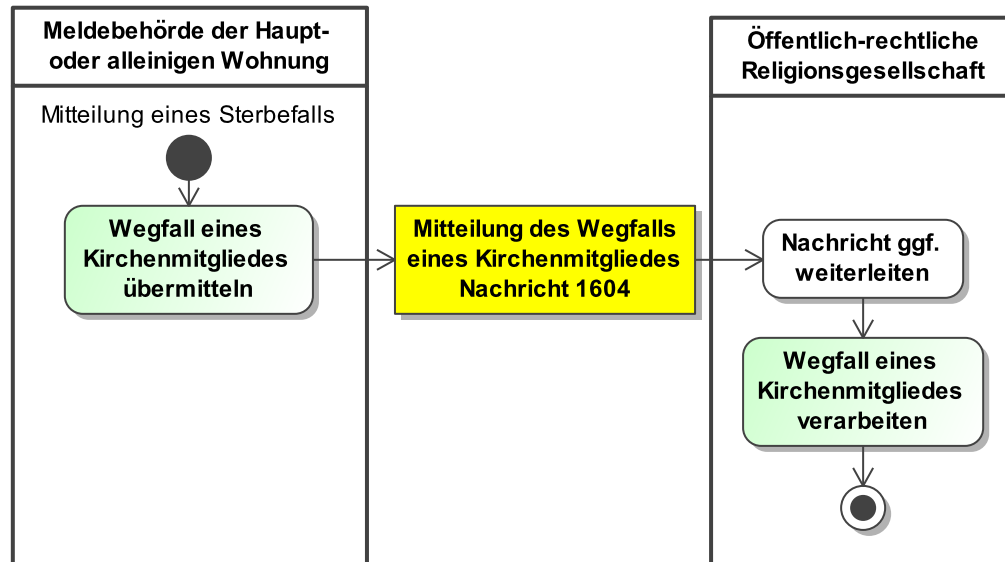 Meldebehörde der Haupt-
oder alleinigen Wohnung
Öffentlich-rechtliche
Religionsgesellschaft
Mitteilung eines Sterbefalls
Wegfall eines
Kirchenmitgliedes
übermitteln
Mitteilung des Wegfalls
eines Kirchenmitgliedes
Nachricht 1604
Nachricht ggf.
weiterleiten
Wegfall eines
Kirchenmitgliedes
verarbeiten